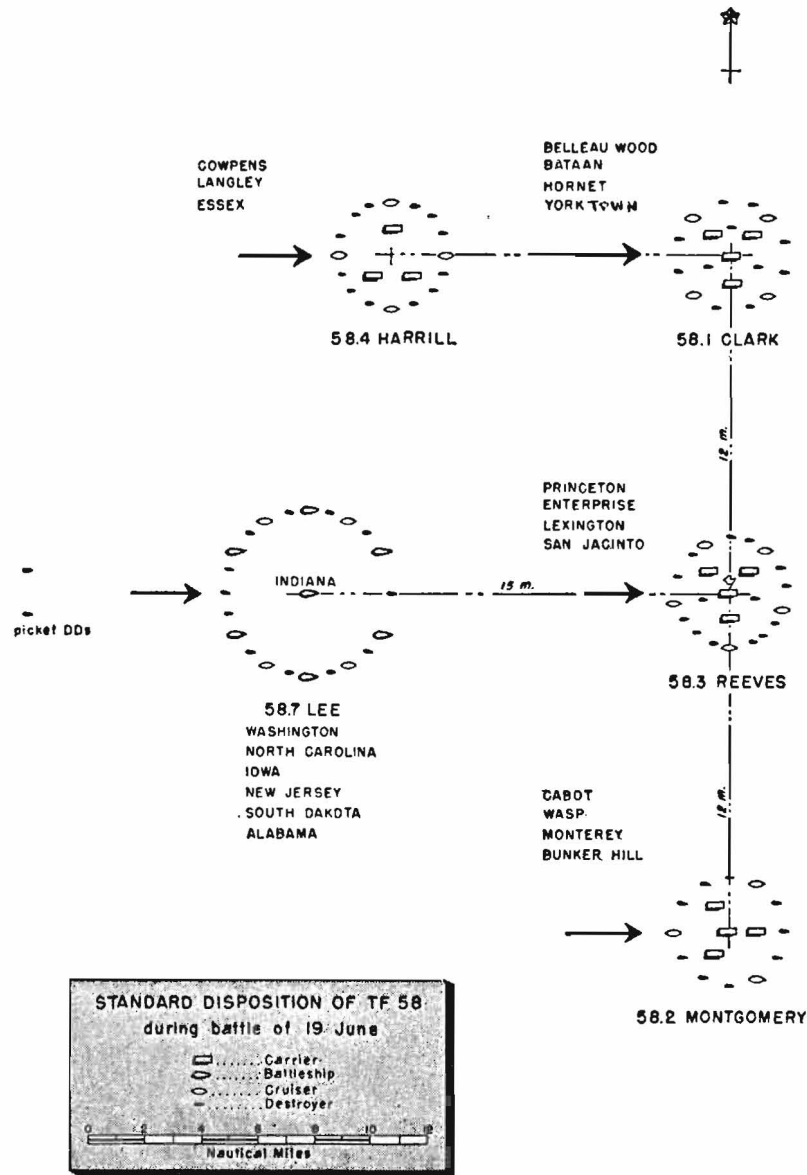 COWPENS
LANGLEY
ESSEX
BELLEAU WOOD
BATAAN
HORNET
YORKTOWN
58.4 HARRILL
58.1 CLARK
12 m.
PRINCETON
ENTERPRISE
LEXINGTON
SAN JACINTO
INDIANA
15 m.
picket DDs
58.3 REEVES
58.7 LEE
WASHINGTON
NORTH CAROLINA
IOWA
NEW JERSEY
SOUTH DAKOTA
ALABAMA
12 m.
CABOT
WASP
MONTEREY
BUNKER HILL
58.2 MONTGOMERY
STANDARD DISPOSITION OF TF 58
during battle of 19 June
Carrier
Battleship
Cruiser
Destroyer
0 2 4 6 8 10 12
Nautical Miles